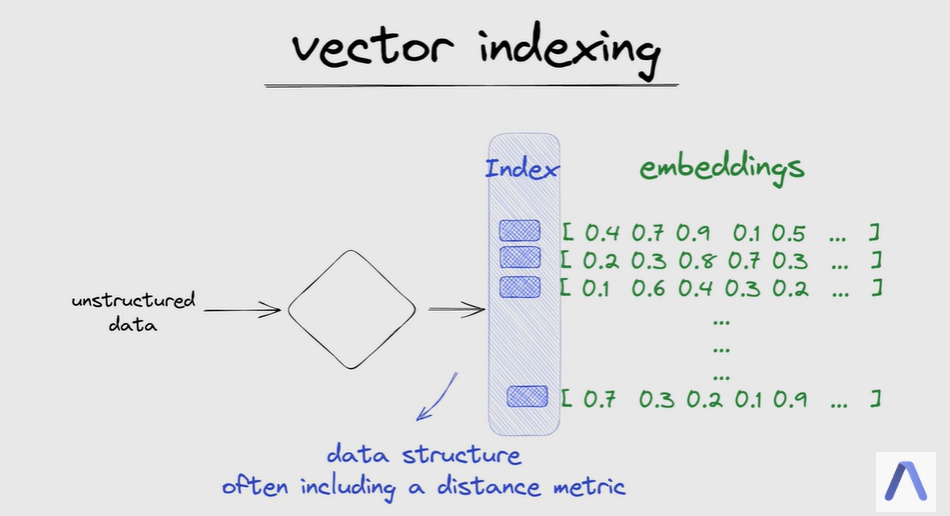 vector indexing
Index
embeddings
[ 0.4 0.7 0.9 0.1 0.5 ... ]
[ 0.2 0.3 0.8 0.7 0.3 ... ]
[ 0.1 0.6 0.4 0.3 0.2 ... ]
...
...
...
[ 0.7 0.3 0.2 0.1 0.9 ... ]
unstructured
data
data structure
often including a distance metric